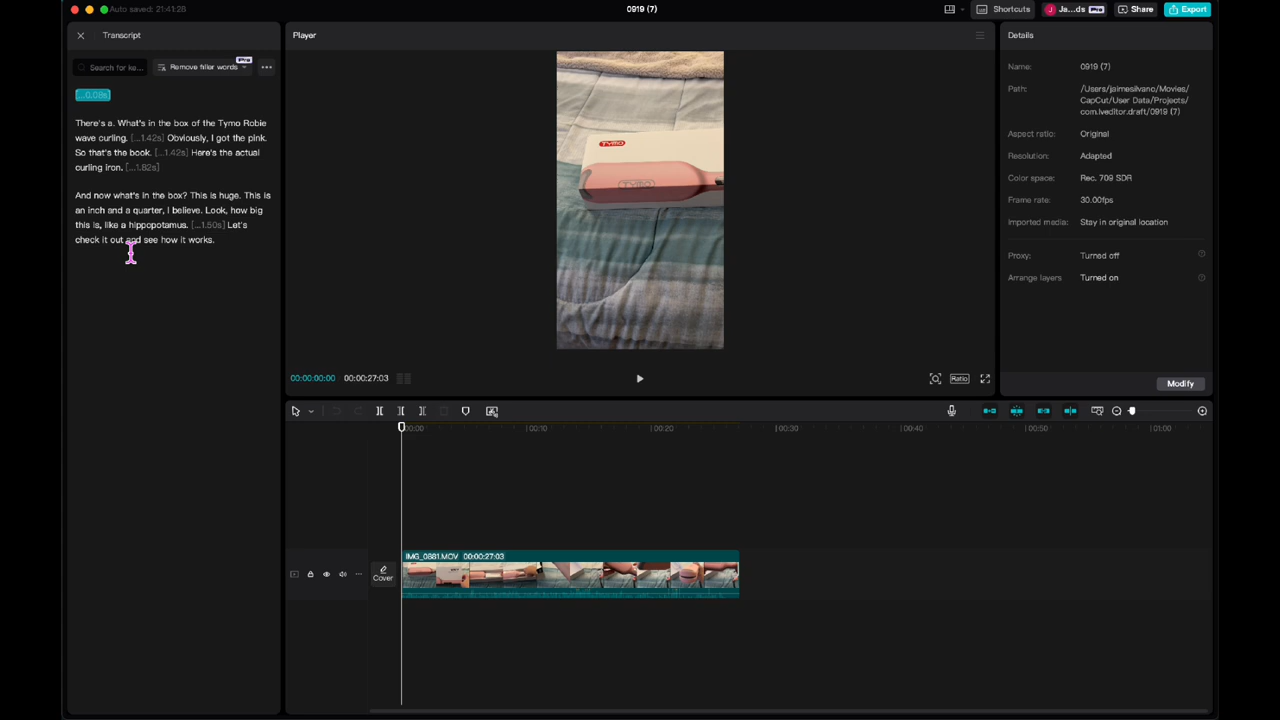 Auto saved: 21:41:28
0919 (7)
Shortcuts
J
Ja...ds
Pro
Share
Export
Transcript
Player
Details
Search for ke...
Remove filler words
Pro
[...0.08s]
There's a. What's in the box of the Tymo Robie
wave curling. [...1.42s] Obviously, I got the pink.
So that's the book. [...1.42s] Here's the actual
curling iron. [...1.82s]
And now what's in the box? This is huge. This is
an inch and a quarter, I believe. Look, how big
this is, like a hippopotamus. [...1.50s] Let's
check it out and see how it works.
TYMO
TYMO
Name: 0919 (7)
Path: /Users/jaimesilvano/Movies/
CapCut/User Data/Projects/
com.lveditor.draft/0919 (7)
Aspect ratio: Original
Resolution: Adapted
Color space: Rec. 709 SDR
Frame rate: 30.00fps
Imported media: Stay in original location
Proxy: Turned off
Arrange layers Turned on
Modify
00:00:00:00 00:00:27:03
Ratio
00:00 00:10 00:20 00:30 00:40 00:50 01:00
IMG_0881.MOV 00:00:27:03
Cover